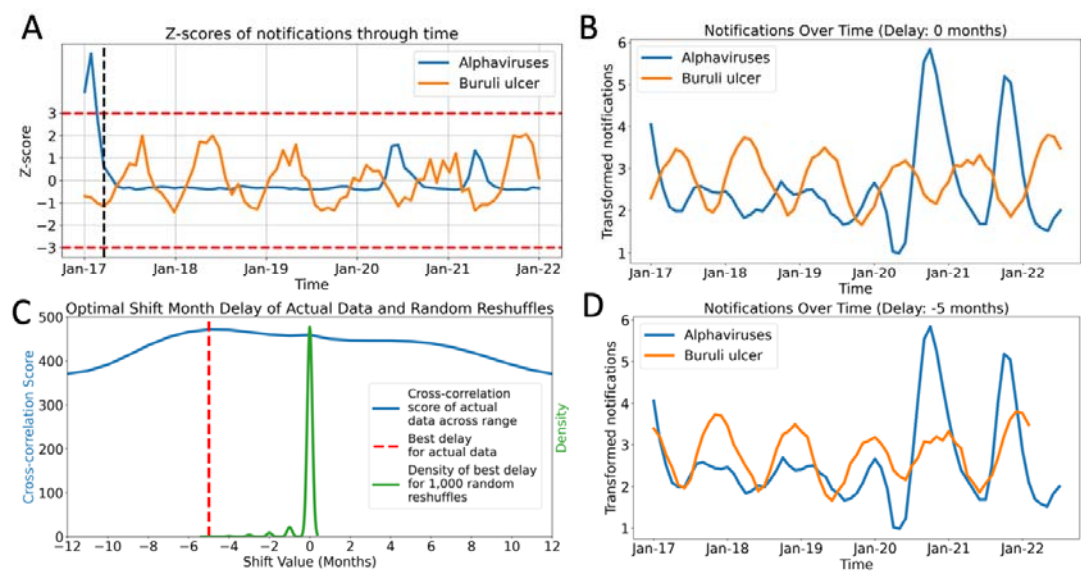 A
Z-scores of notifications through time
Alphaviruses
Buruli ulcer
Z-score
3
2
1
0
−1
−3
Jan-17
Jan-18
Jan-19
Jan-20
Jan-21
Jan-22
Time
B
Notifications Over Time (Delay: 0 months)
Alphaviruses
Buruli ulcer
Transformed notifications
6
5
4
3
2
1
Jan-17
Jan-18
Jan-19
Jan-20
Jan-21
Jan-22
Time
C
Optimal Shift Month Delay of Actual Data and Random Reshuffles
Cross-correlation Score
500
400
300
200
100
0
Cross-correlation
score of actual
data across range
Best delay
for actual data
Density of best delay
for 1,000 random
reshuffles
Density
−12
−10
−8
−6
−4
−2
0
2
4
6
8
10
12
Shift Value (Months)
D
Notifications Over Time (Delay: -5 months)
Alphaviruses
Buruli ulcer
Transformed notifications
6
5
4
3
2
1
Jan-17
Jan-18
Jan-19
Jan-20
Jan-21
Jan-22
Time